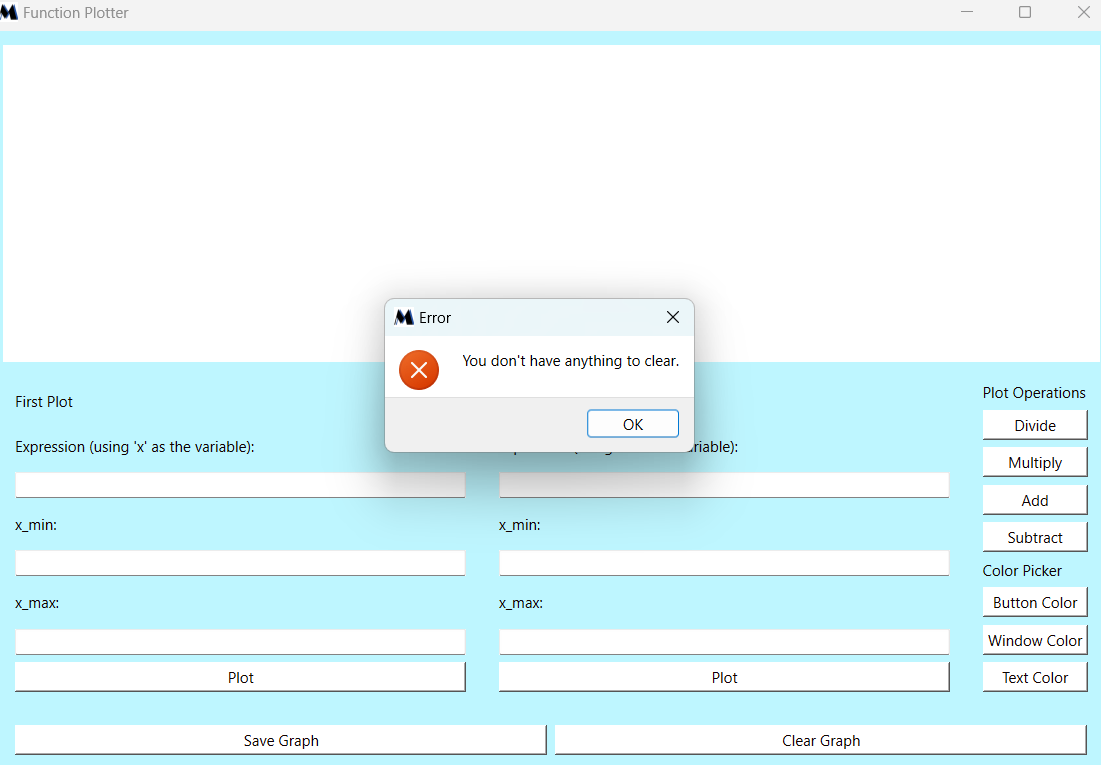 Function Plotter
Error
You don't have anything to clear.
OK
First Plot
Expression (using 'x' as the variable):
x_min:
x_max:
Plot
x_min:
x_max:
Plot
Plot Operations
Divide
Multiply
Add
Subtract
Color Picker
Button Color
Window Color
Text Color
Save Graph
Clear Graph